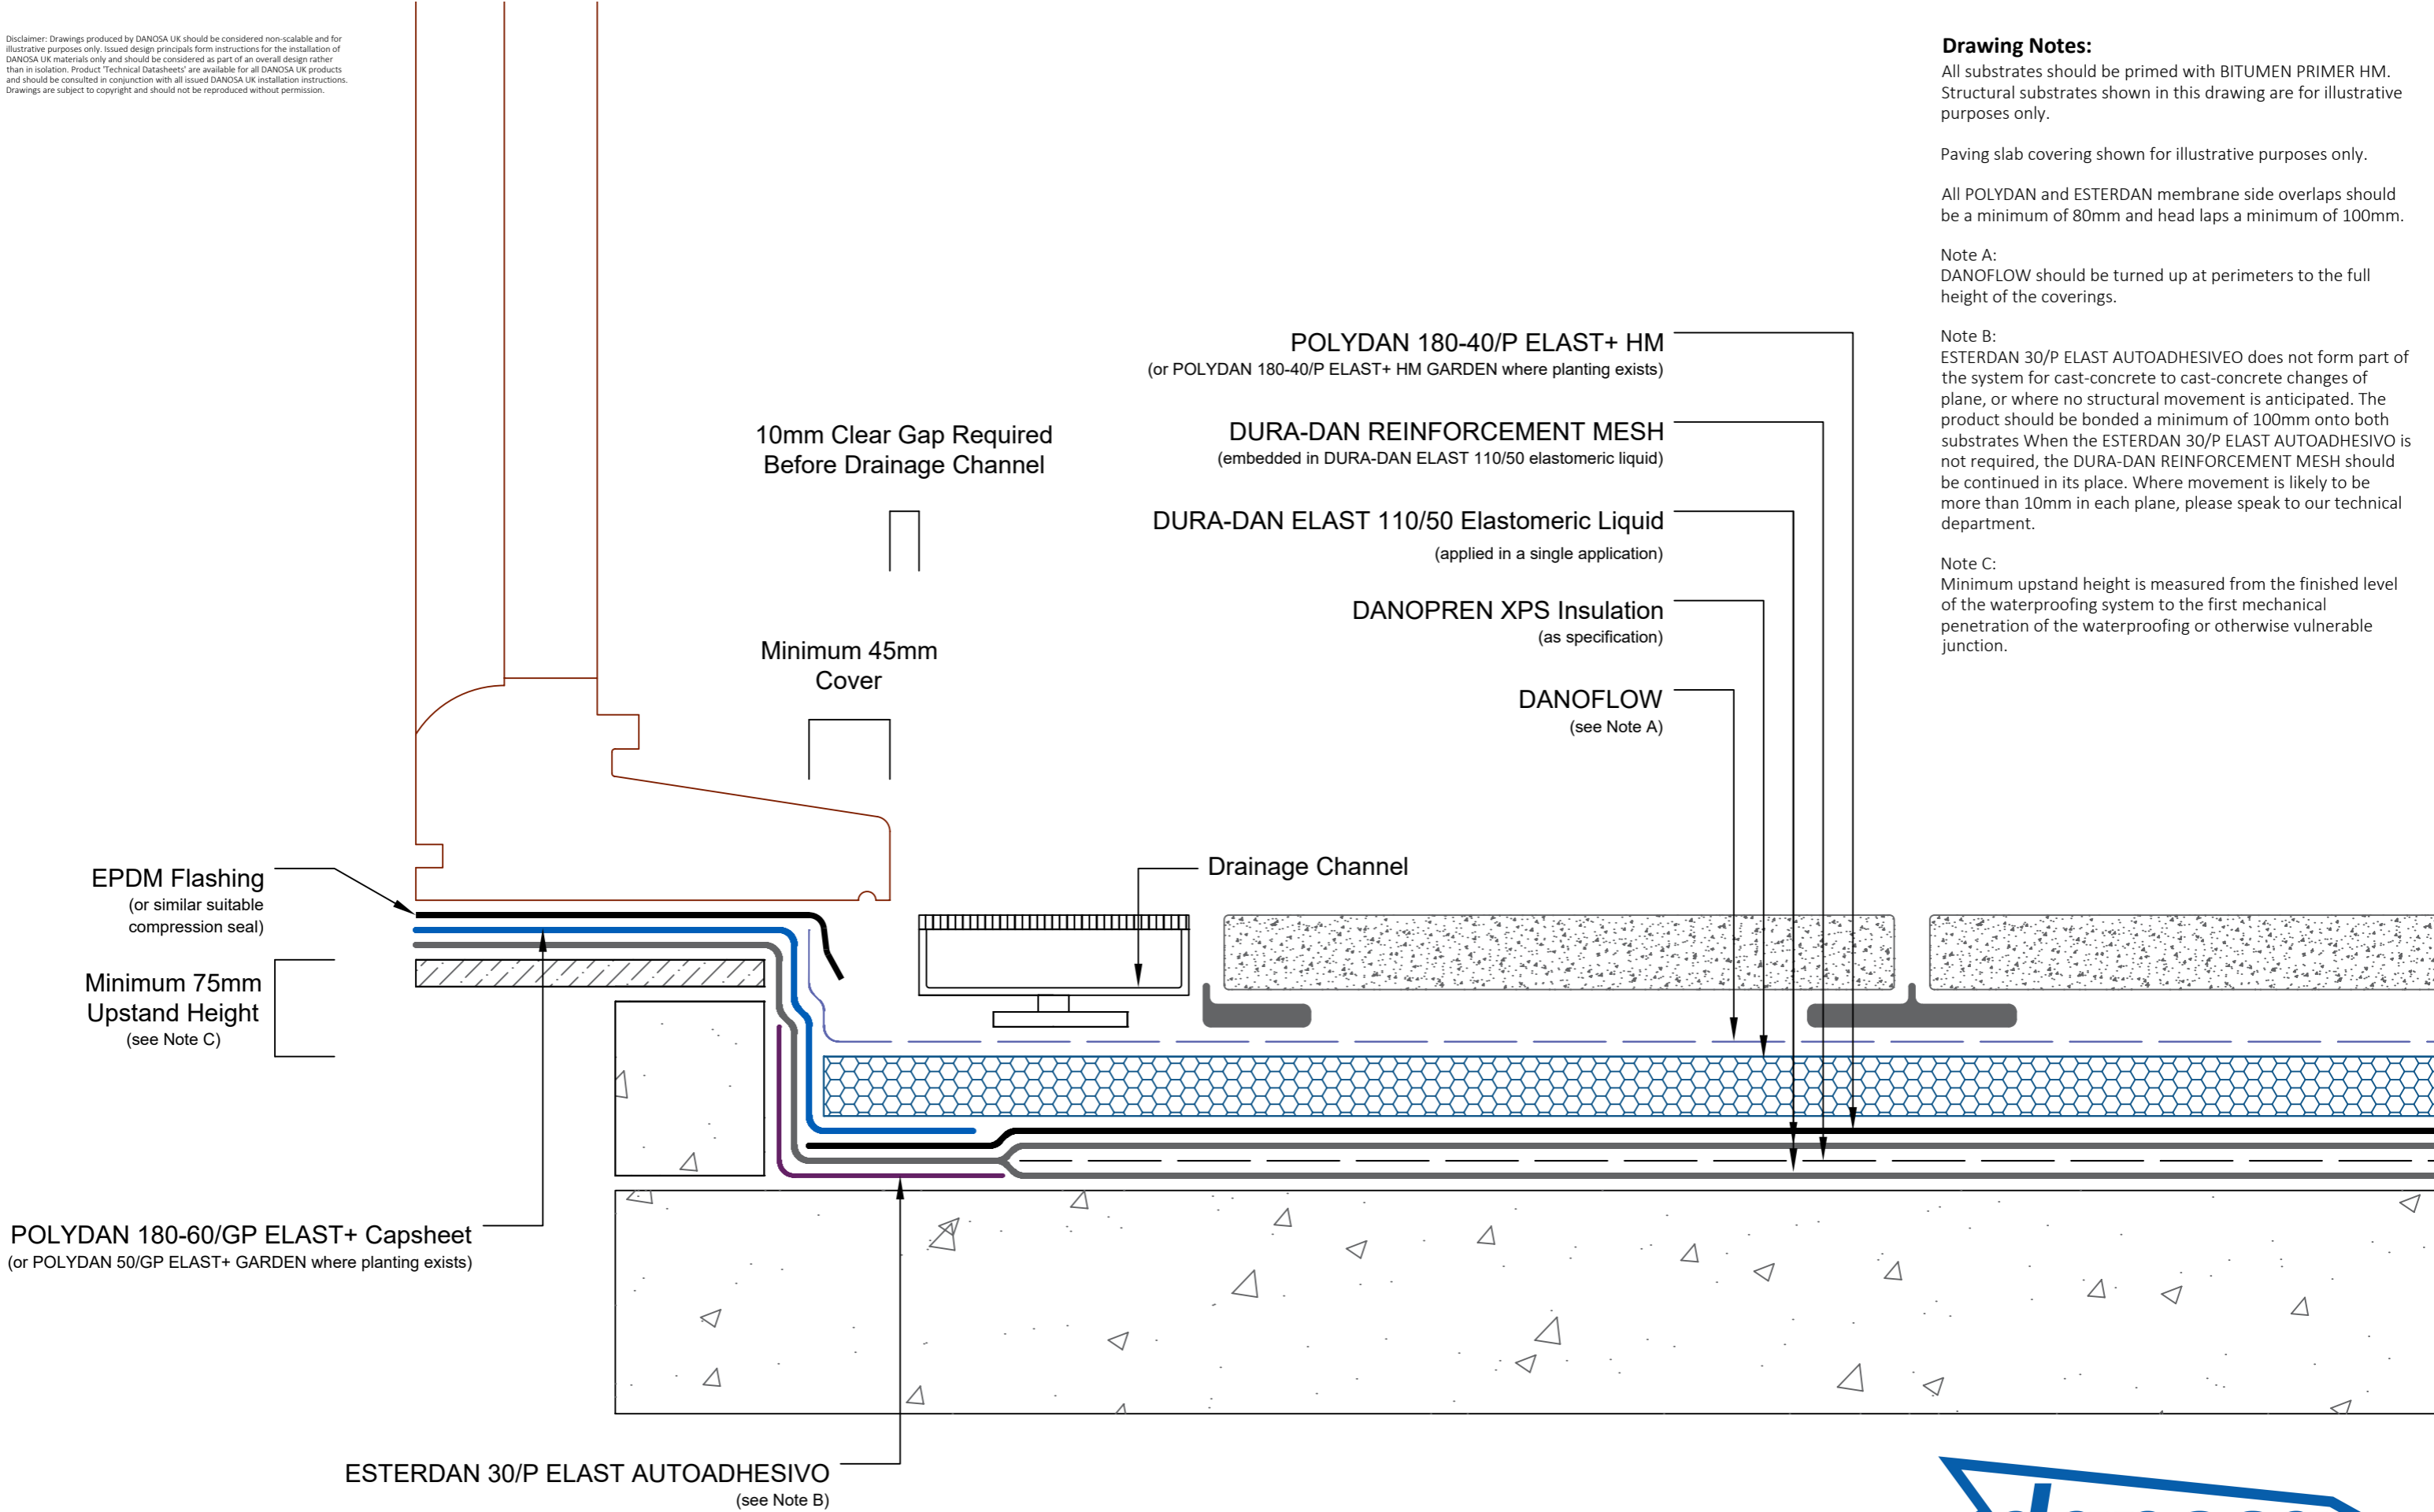 Disclaimer: Drawings produced by DANOSA UK should be considered non-scalable and for
illustrative purposes only. Issued design principals form instructions for the installation of
DANOSA UK materials only and should be considered as part of an overall design rather
than in isolation. Product 'Technical Datasheets' are available for all DANOSA UK products
and should be consulted in conjunction with all issued DANOSA UK installation instructions.
Drawings are subject to copyright and should not be reproduced without permission.
Drawing Notes:
All substrates should be primed with BITUMEN PRIMER HM.
Structural substrates shown in this drawing are for illustrative
purposes only.
Paving slab covering shown for illustrative purposes only.
All POLYDAN and ESTERDAN membrane side overlaps should
be a minimum of 80mm and head laps a minimum of 100mm.
Note A:
DANOFLOW should be turned up at perimeters to the full
height of the coverings.
Note B:
ESTERDAN 30/P ELAST AUTOADHESIVEO does not form part of
the system for cast-concrete to cast-concrete changes of
plane, or where no structural movement is anticipated. The
product should be bonded a minimum of 100mm onto both
substrates When the ESTERDAN 30/P ELAST AUTOADHESIVO is
not required, the DURA-DAN REINFORCEMENT MESH should
be continued in its place. Where movement is likely to be
more than 10mm in each plane, please speak to our technical
department.
Note C:
Minimum upstand height is measured from the finished level
of the waterproofing system to the first mechanical
penetration of the waterproofing or otherwise vulnerable
junction.
POLYDAN 180-40/P ELAST+ HM
(or POLYDAN 180-40/P ELAST+ HM GARDEN where planting exists)
10mm Clear Gap Required
Before Drainage Channel
DURA-DAN REINFORCEMENT MESH
(embedded in DURA-DAN ELAST 110/50 elastomeric liquid)
DURA-DAN ELAST 110/50 Elastomeric Liquid
(applied in a single application)
DANOPREN XPS Insulation
(as specification)
Minimum 45mm
Cover
DANOFLOW
(see Note A)
Drainage Channel
EPDM Flashing
(or similar suitable
compression seal)
Minimum 75mm
Upstand Height
(see Note C)
POLYDAN 180-60/GP ELAST+ Capsheet
(or POLYDAN 50/GP ELAST+ GARDEN where planting exists)
ESTERDAN 30/P ELAST AUTOADHESIVO
(see Note B)